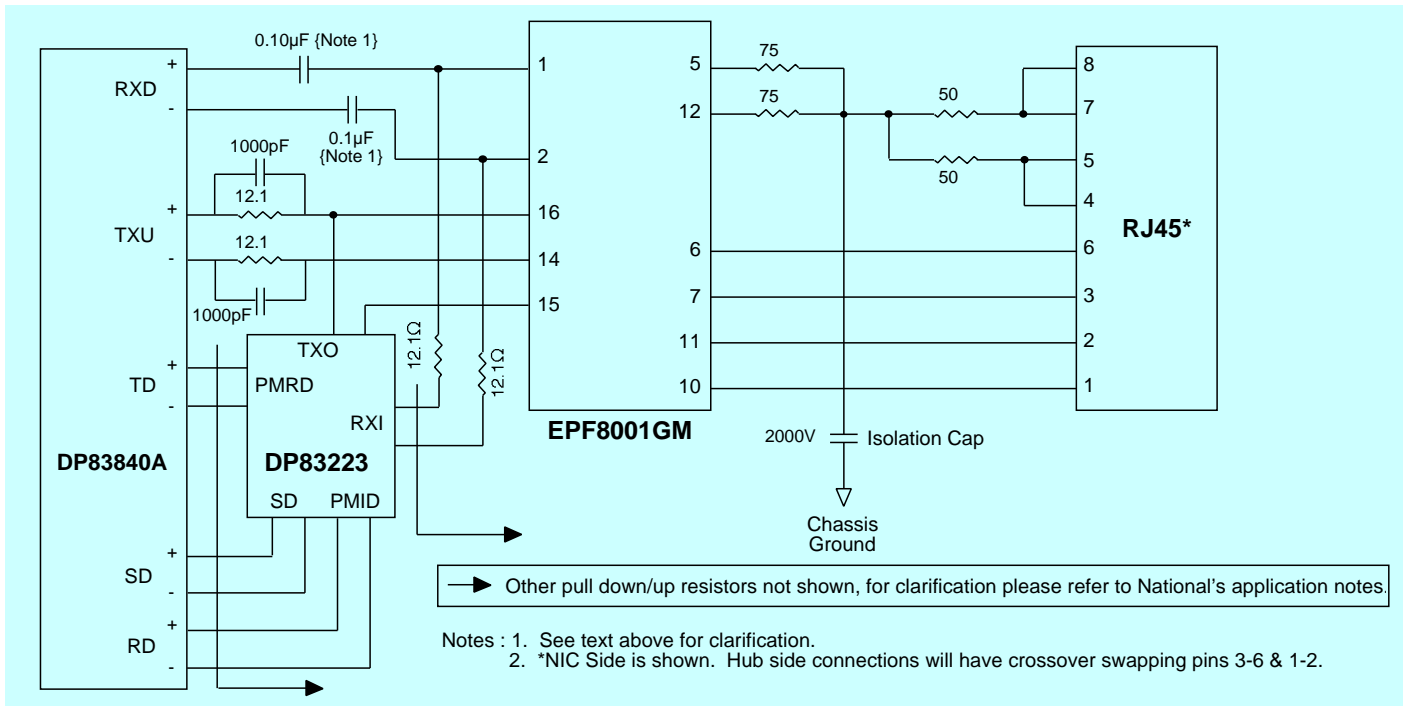 0.10µF {Note 1}
+
RXD
-
0.1µF
{Note 1}
1000pF
12.1
+
TXU
12.1
-
1000pF
1
2
16
14
15
5
12
6
7
11
10
EPF8001GM
75
75
50
50
8
7
5
4
6
3
2
1
RJ45*
TXO
PMRD
RXI
DP83223
SD PMID
12.1Ω
12.1Ω
+
TD
-
DP83840A
+
SD
-
+
RD
-
2000V Isolation Cap
Chassis
Ground
Other pull down/up resistors not shown, for clarification please refer to National's application notes.
Notes : 1. See text above for clarification.
2. *NIC Side is shown. Hub side connections will have crossover swapping pins 3-6 & 1-2.